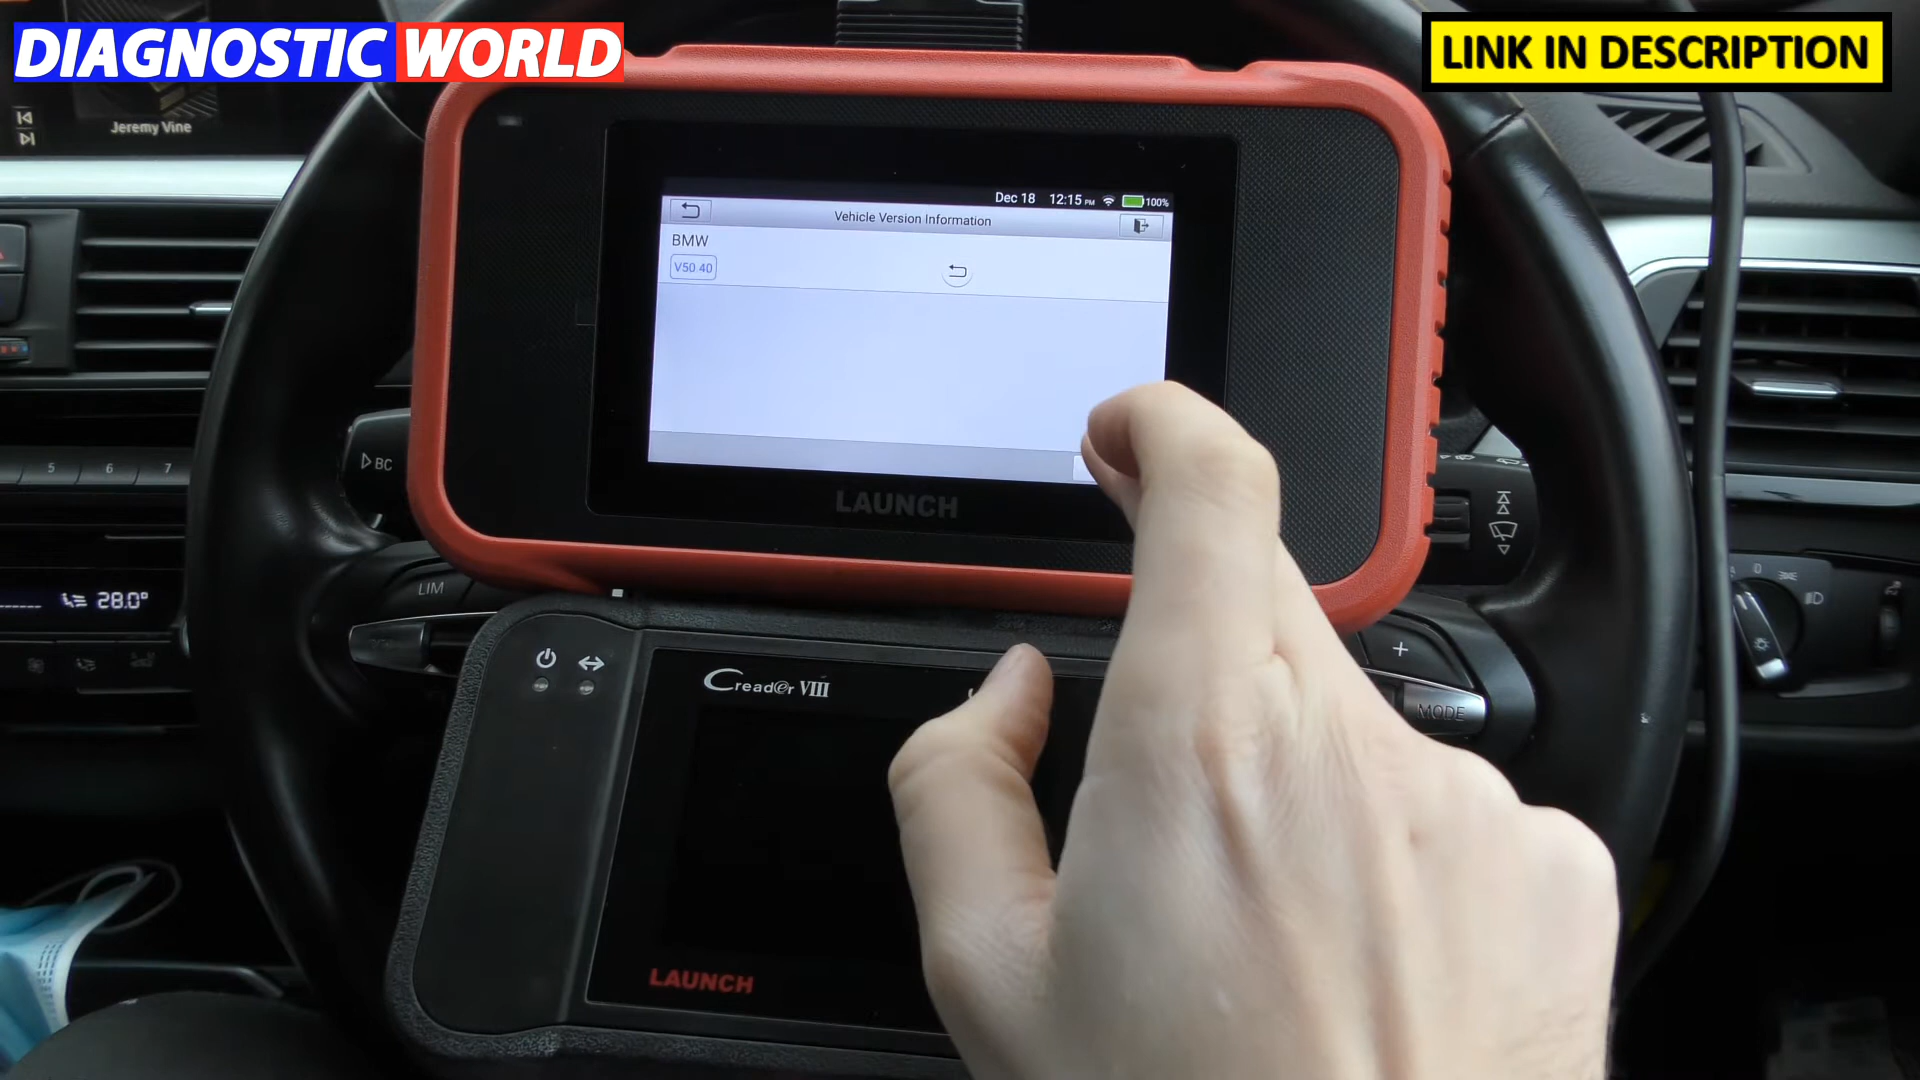 DIAGNOSTIC WORLD
LINK IN DESCRIPTION
Jeremy Vine
Dec 18 12:15 PM 100%
Vehicle Version Information
BMW
V50.40
LAUNCH
BC
5 6 7
LIM
28.0°
Creader VIII
LAUNCH
+
MODE
0